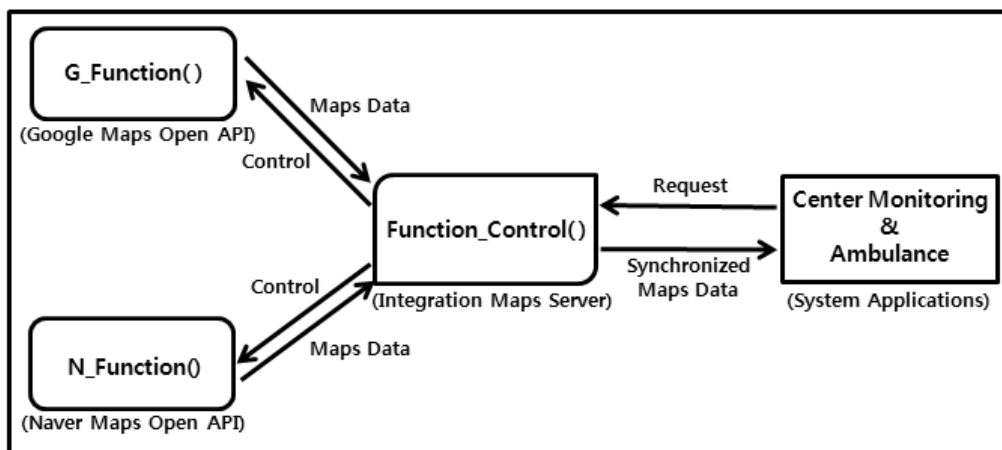 G_Function( )
(Google Maps Open API)
Maps Data
Control
Function_Control( )
(Integration Maps Server)
Request
Synchronized
Maps Data
Center Monitoring
&
Ambulance
(System Applications)
Control
Maps Data
N_Function()
(Naver Maps Open API)